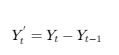 Y'_t = Y_t - Y_{t-1}